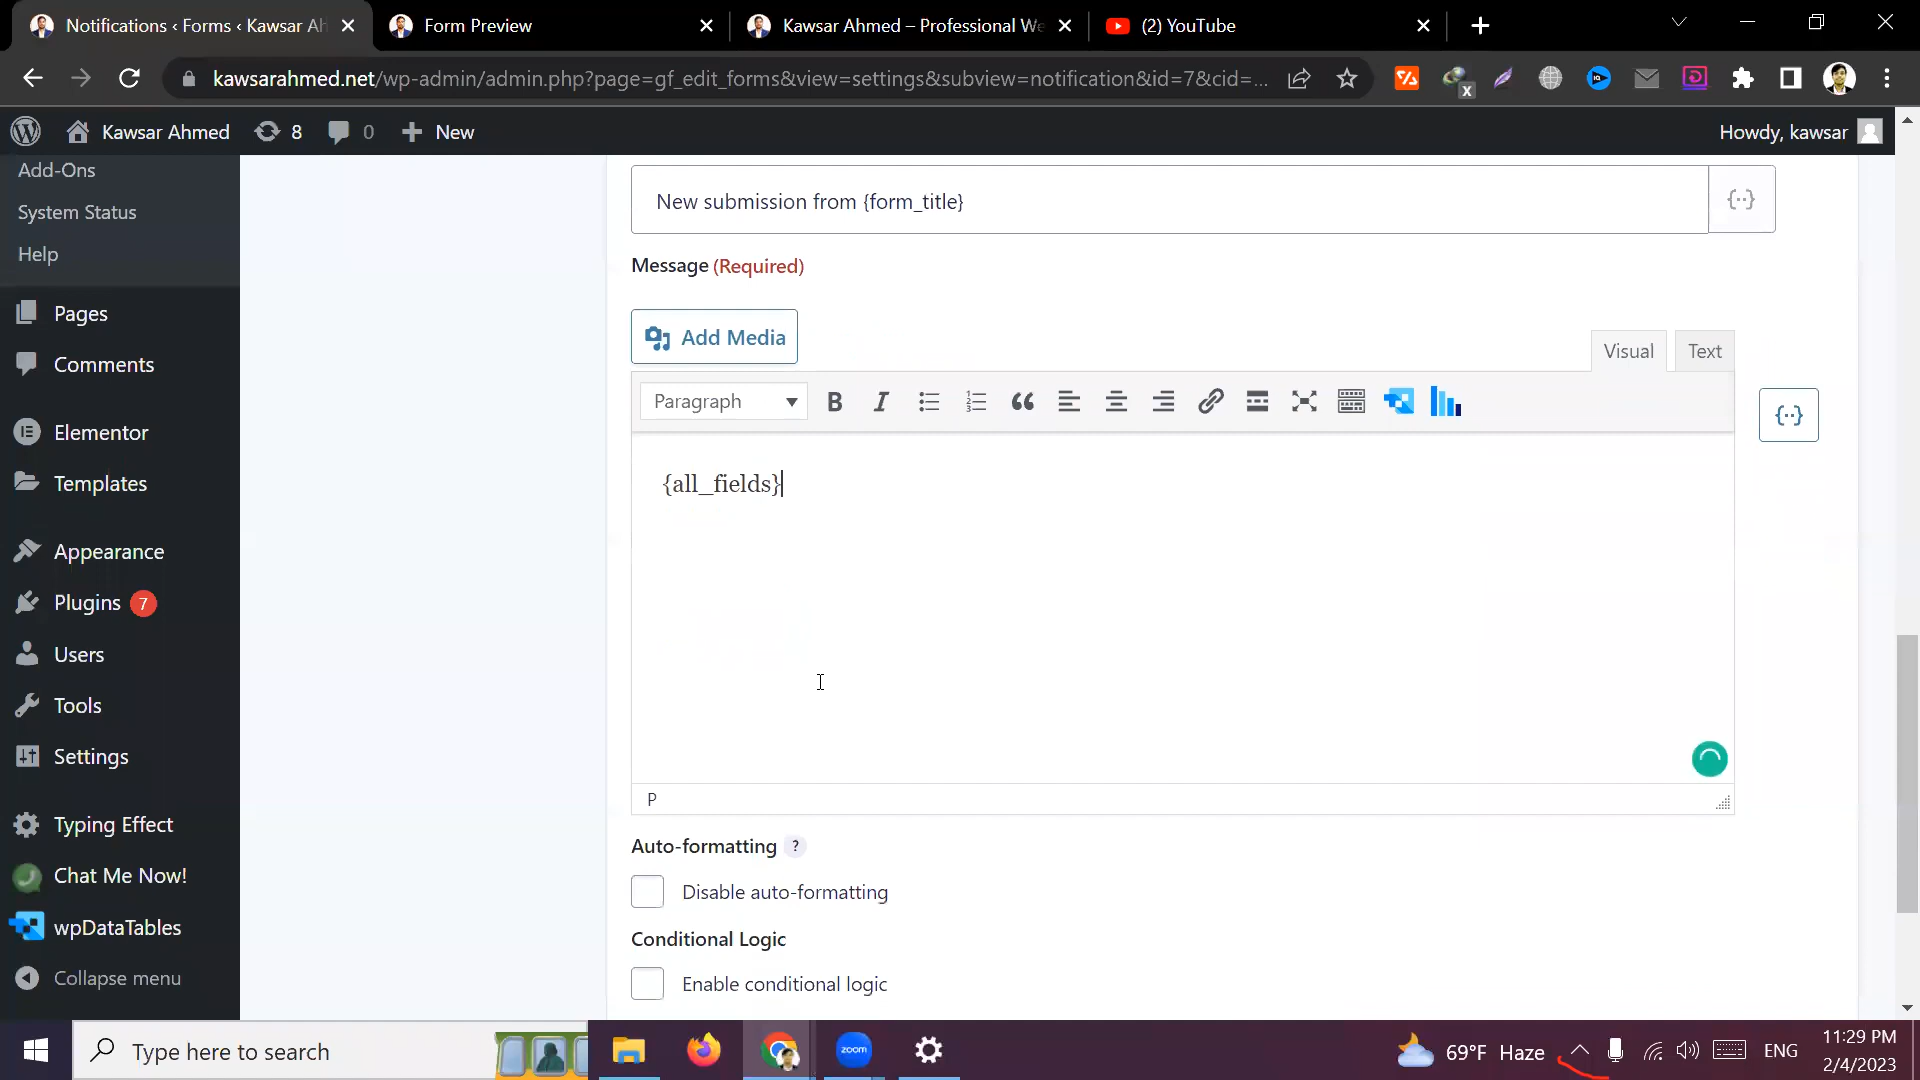 Notifications ‹ Forms ‹ Kawsar Ah
Form Preview
Kawsar Ahmed – Professional We
(2) YouTube
kawsarahmed.net/wp-admin/admin.php?page=gf_edit_forms&view=settings&subview=notification&id=7&cid=...
Kawsar Ahmed
8
0
New
Howdy, kawsar
Add-Ons
System Status
Help
Pages
Comments
Elementor
Templates
Appearance
Plugins 7
Users
Tools
Settings
Typing Effect
Chat Me Now!
wpDataTables
Collapse menu
New submission from {form_title}
Message (Required)
Add Media
Visual
Text
Paragraph
{all_fields}
P
Auto-formatting ?
Disable auto-formatting
Conditional Logic
Enable conditional logic
Type here to search
zoom
69°F Haze
ENG
11:29 PM
2/4/2023